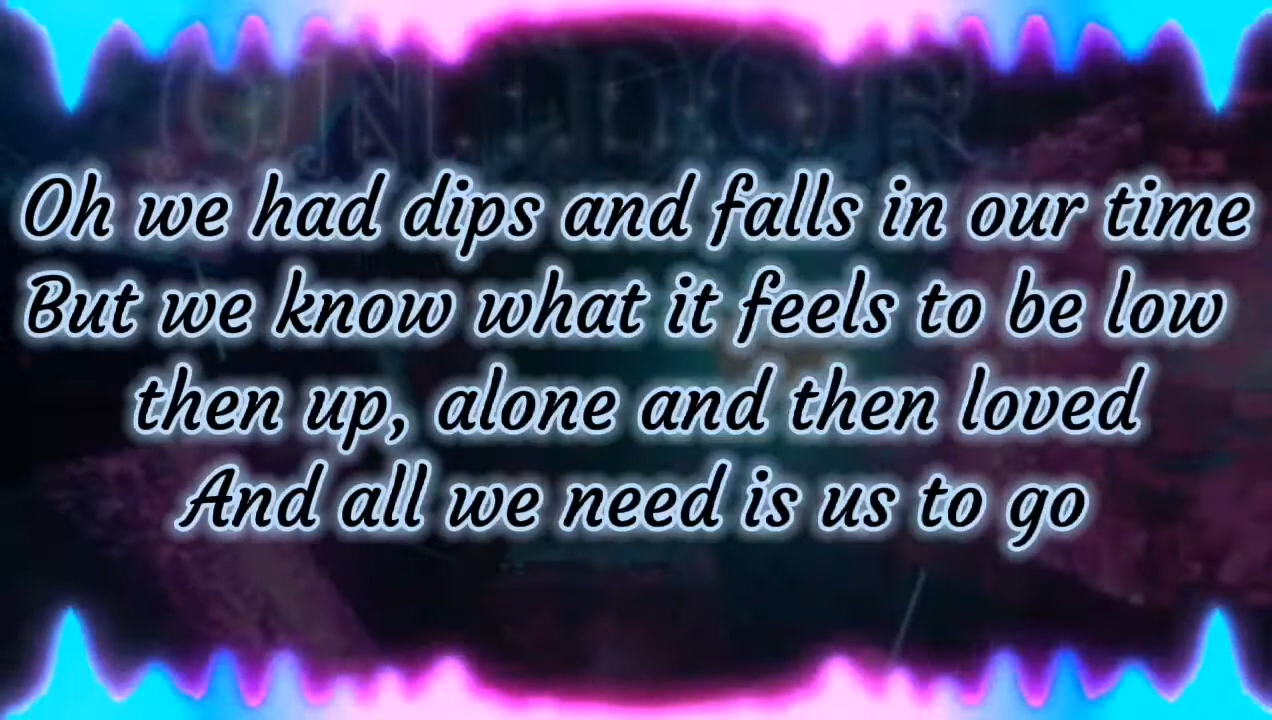 Oh we had dips and falls in our time
But we know what it feels to be low
then up, alone and then loved
And all we need is us to go